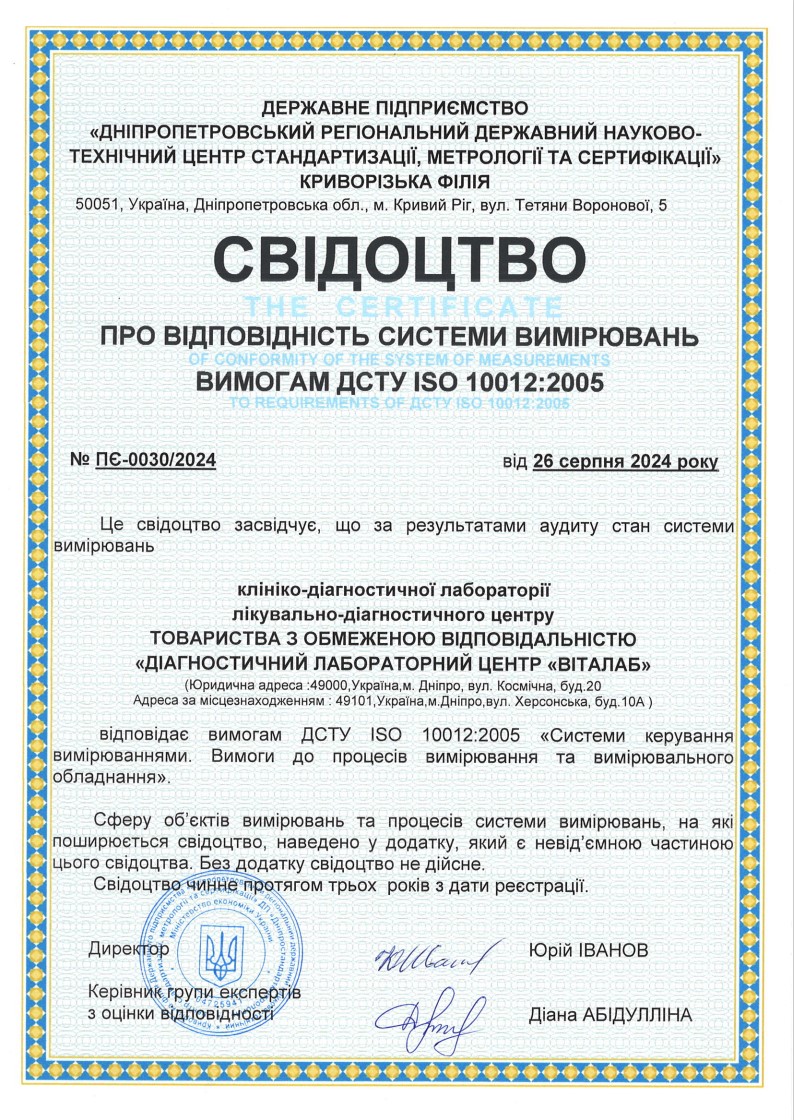 ДЕРЖАВНЕ ПІДПРИЄМСТВО
«ДНІПРОПЕТРОВСЬКИЙ РЕГІОНАЛЬНИЙ ДЕРЖАВНИЙ НАУКОВО-
ТЕХНІЧНИЙ ЦЕНТР СТАНДАРТИЗАЦІЇ, МЕТРОЛОГІЇ ТА СЕРТИФІКАЦІЇ»
КРИВОРІЗЬКА ФІЛІЯ
50051, Україна, Дніпропетровська обл., м. Кривий Ріг, вул. Тетяни Воронової, 5
СВІДОЦТВО
THE CERTIFICATE
ПРО ВІДПОВІДНІСТЬ СИСТЕМИ ВИМІРЮВАНЬ
OF CONFORMITY OF THE SYSTEM OF MEASUREMENTS
ВИМОГАМ ДСТУ ISO 10012:2005
TO REQUIREMENTS OF ДСТУ ISO 10012:2005
№ ПЄ-0030/2024 від 26 серпня 2024 року
Це свідоцтво засвідчує, що за результатами аудиту стан системи
вимірювань
клініко-діагностичної лабораторії
лікувально-діагностичного центру
ТОВАРИСТВА З ОБМЕЖЕНОЮ ВІДПОВІДАЛЬНІСТЮ
«ДІАГНОСТИЧНИЙ ЛАБОРАТОРНИЙ ЦЕНТР «ВІТАЛАБ»
(Юридична адреса :49000,Україна,м. Дніпро, вул. Космічна, буд.20
Адреса за місцезнаходженням : 49101,Україна,м.Дніпро,вул. Херсонська, буд.10А )
відповідає вимогам ДСТУ ISO 10012:2005 «Системи керування
вимірюваннями. Вимоги до процесів вимірювання та вимірювального
обладнання».
Сферу об’єктів вимірювань та процесів системи вимірювань, на які
поширюється свідоцтво, наведено у додатку, який є невід’ємною частиною
цього свідоцтва. Без додатку свідоцтво не дійсне.
Свідоцтво чинне протягом трьох років з дати реєстрації.
Директор Юрій ІВАНОВ
Керівник групи експертів
з оцінки відповідності Діана АБІДУЛЛІНА
Міністерство економіки України